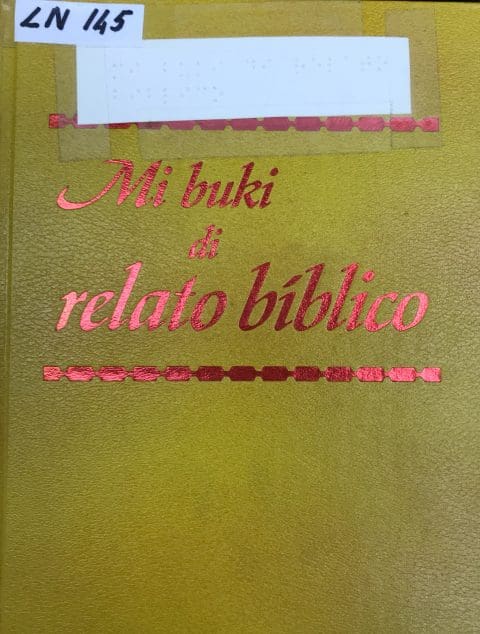 LN 145
Mi buki
di
relato bíblico